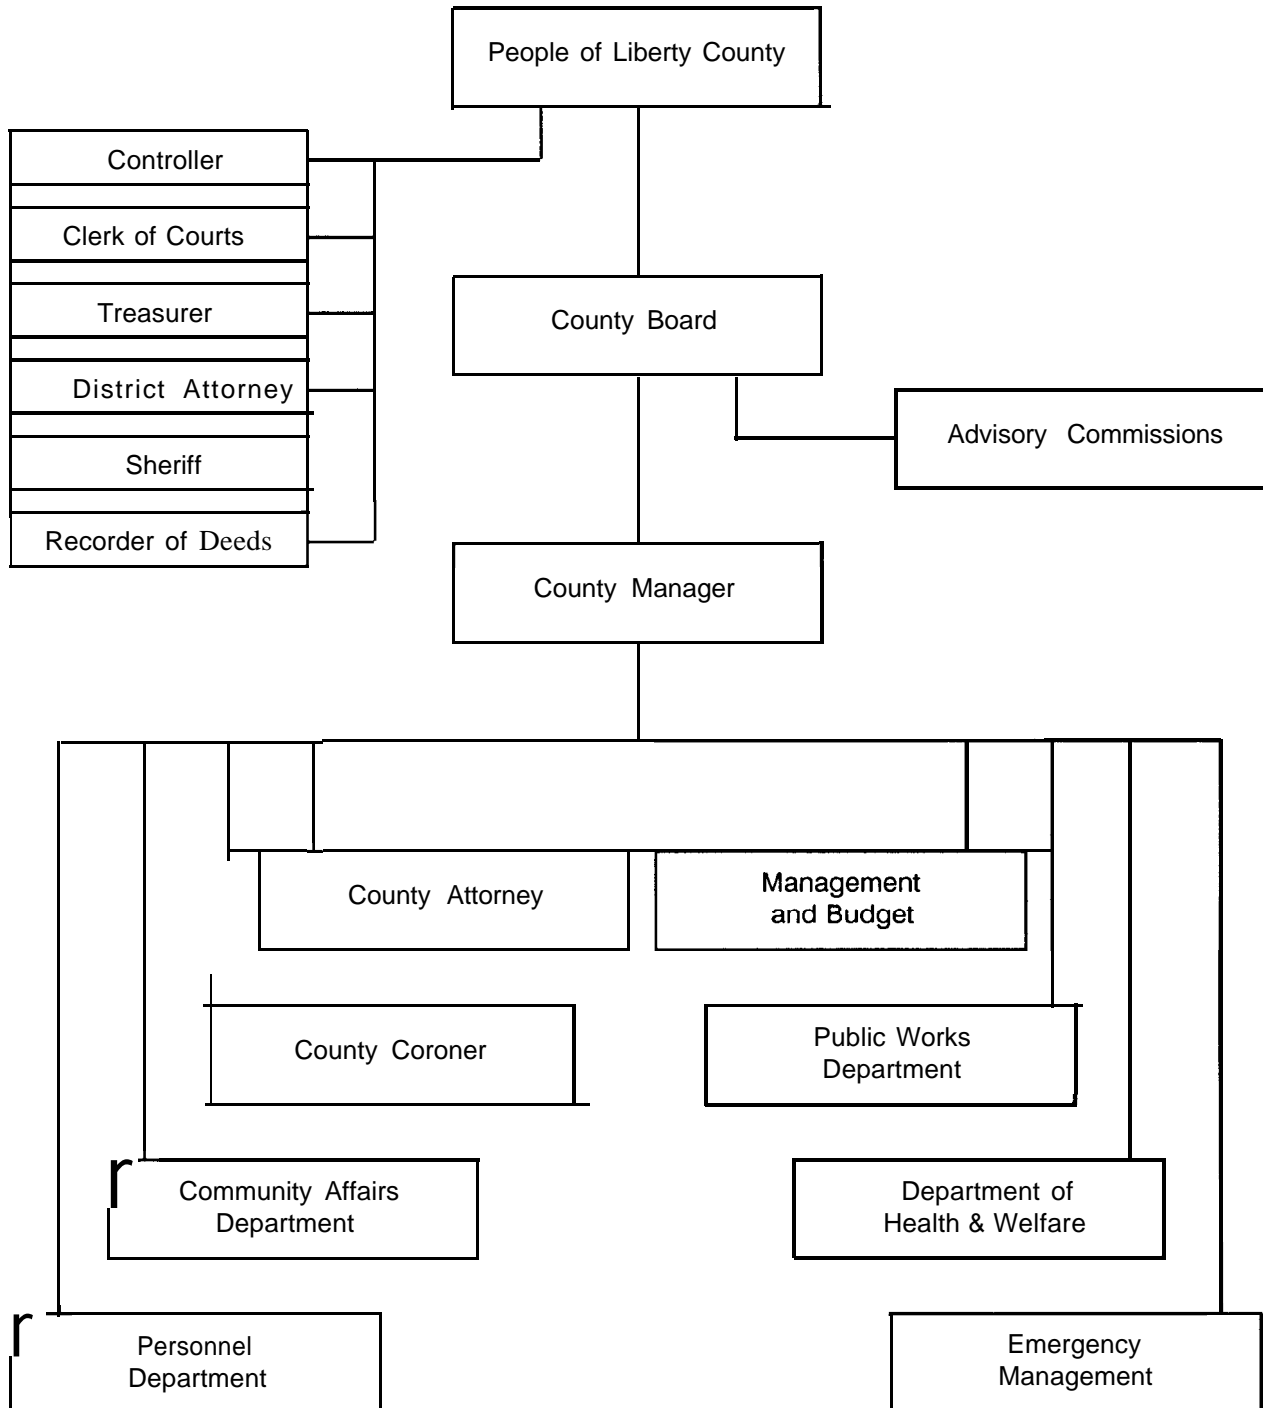 People of Liberty County
Controller
Clerk of Courts
Treasurer
District Attorney
Sheriff
Recorder of Deeds
County Board
Advisory Commissions
County Manager
County Attorney
Management
and Budget
County Coroner
Public Works
Department
Community Affairs
Department
Department of
Health & Welfare
Personnel
Department
Emergency
Management